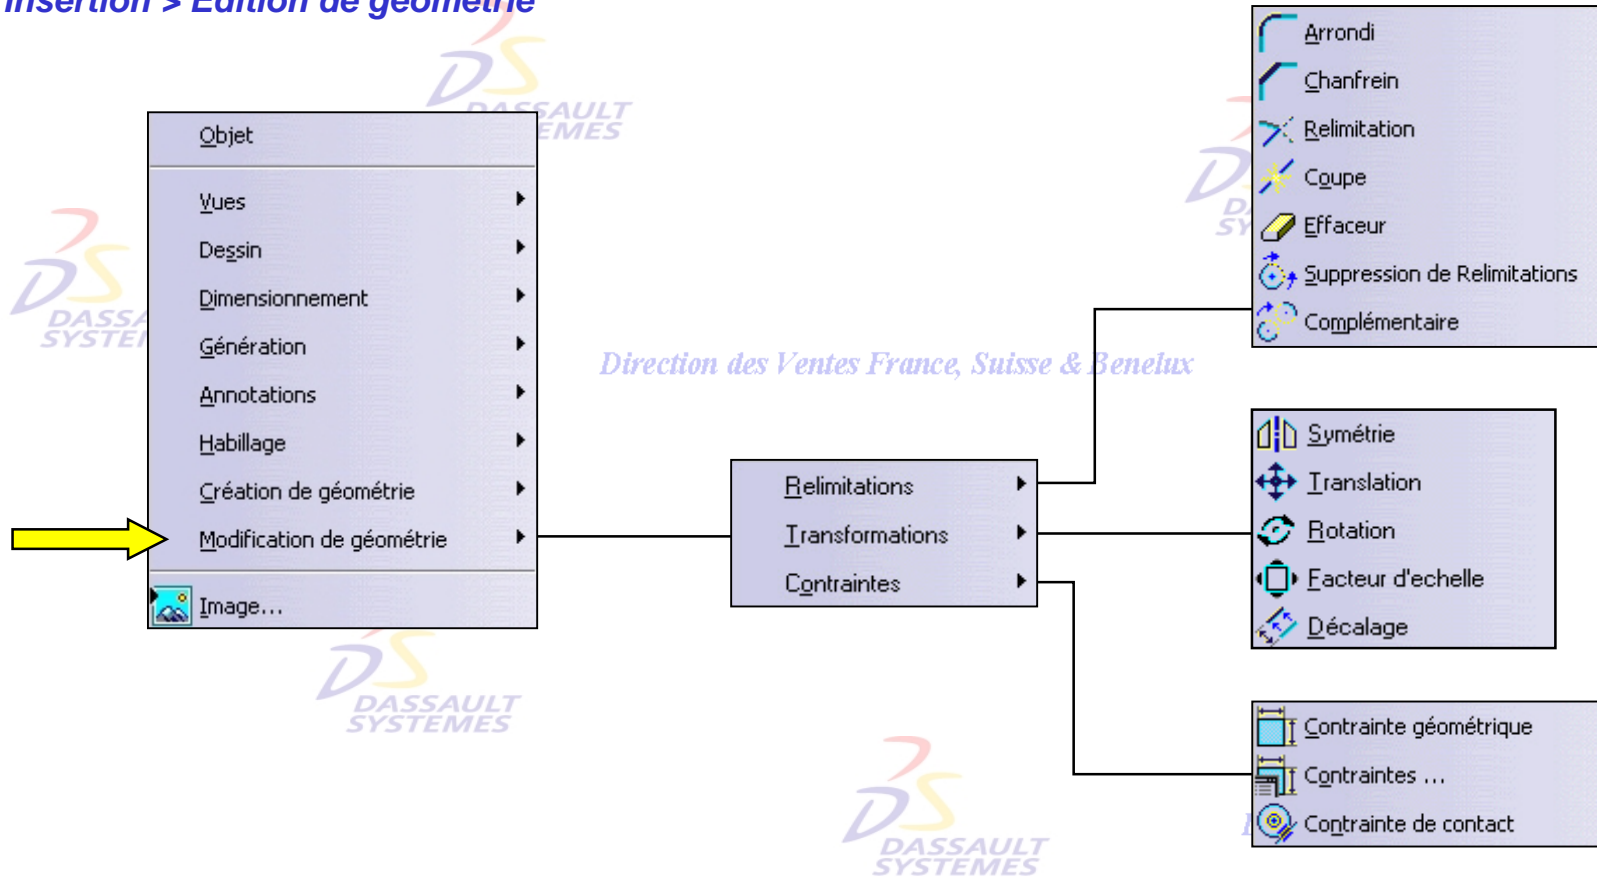 Insertion > Edition de géométrie
DASSAULT
SYSTEMES
Objet
Vues
Dessin
Dimensionnement
Génération
Annotations
Habillage
Création de géométrie
Modification de géométrie
Image...
Direction des Ventes France, Suisse & Benelux
Relimitations
Transformations
Contraintes
Arrondi
Chanfrein
Relimitation
Coupe
Effaceur
Suppression de Relimitations
Complémentaire
Symétrie
Translation
Rotation
Facteur d'echelle
Décalage
Contrainte géométrique
Contraintes ...
Contrainte de contact
DASSAULT
SYSTEMES
DASSAULT
SYSTEMES